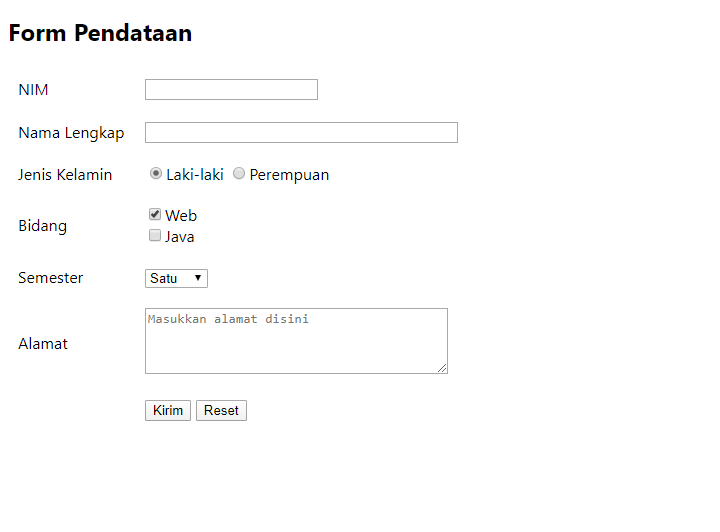 Form Pendataan
NIM
Nama Lengkap
Jenis Kelamin Laki-laki Perempuan
Bidang
Web
Java
Semester Satu
Alamat Masukkan alamat disini
Kirim Reset